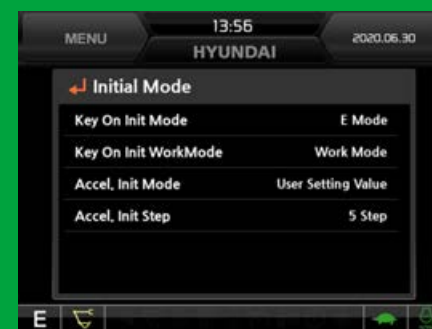 13:56
MENU
2020.06.30
HYUNDAI
Initial Mode
Key On Init Mode E Mode
Key On Init WorkMode Work Mode
Accel, Init Mode User Setting Value
Accel, Init Step 5 Step
E